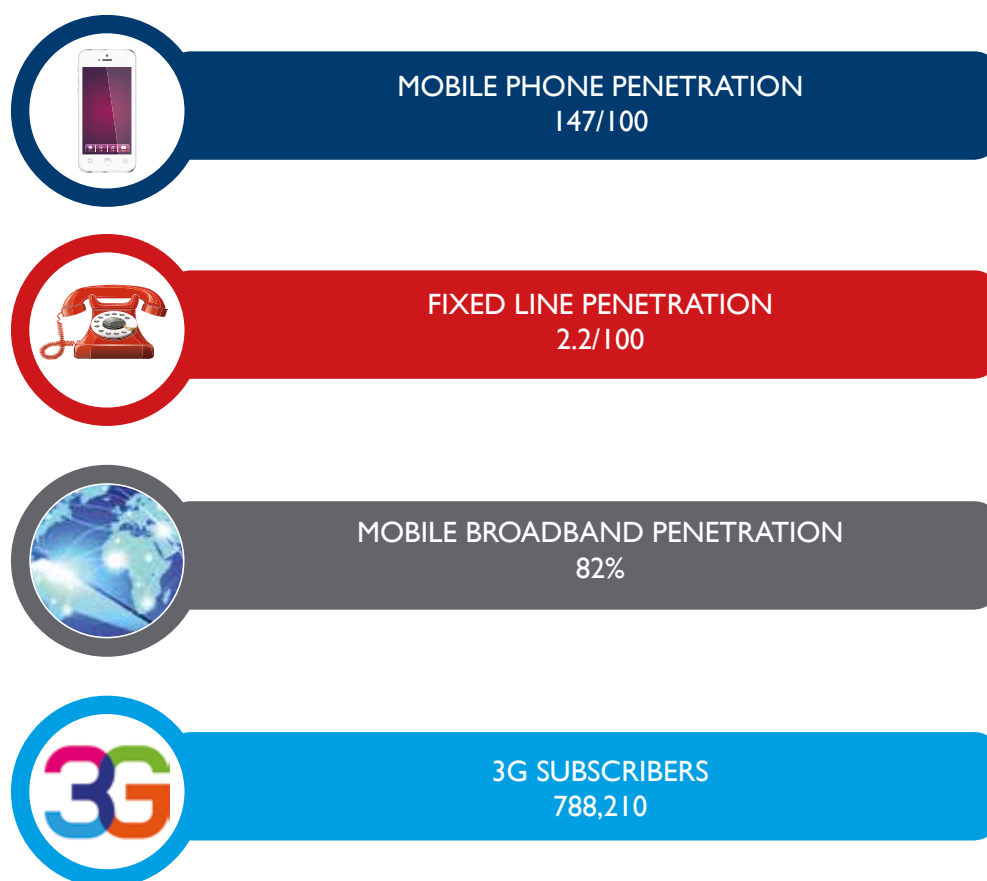 MOBILE PHONE PENETRATION
147/100
FIXED LINE PENETRATION
2.2/100
MOBILE BROADBAND PENETRATION
82%
3G
3G SUBSCRIBERS
788,210